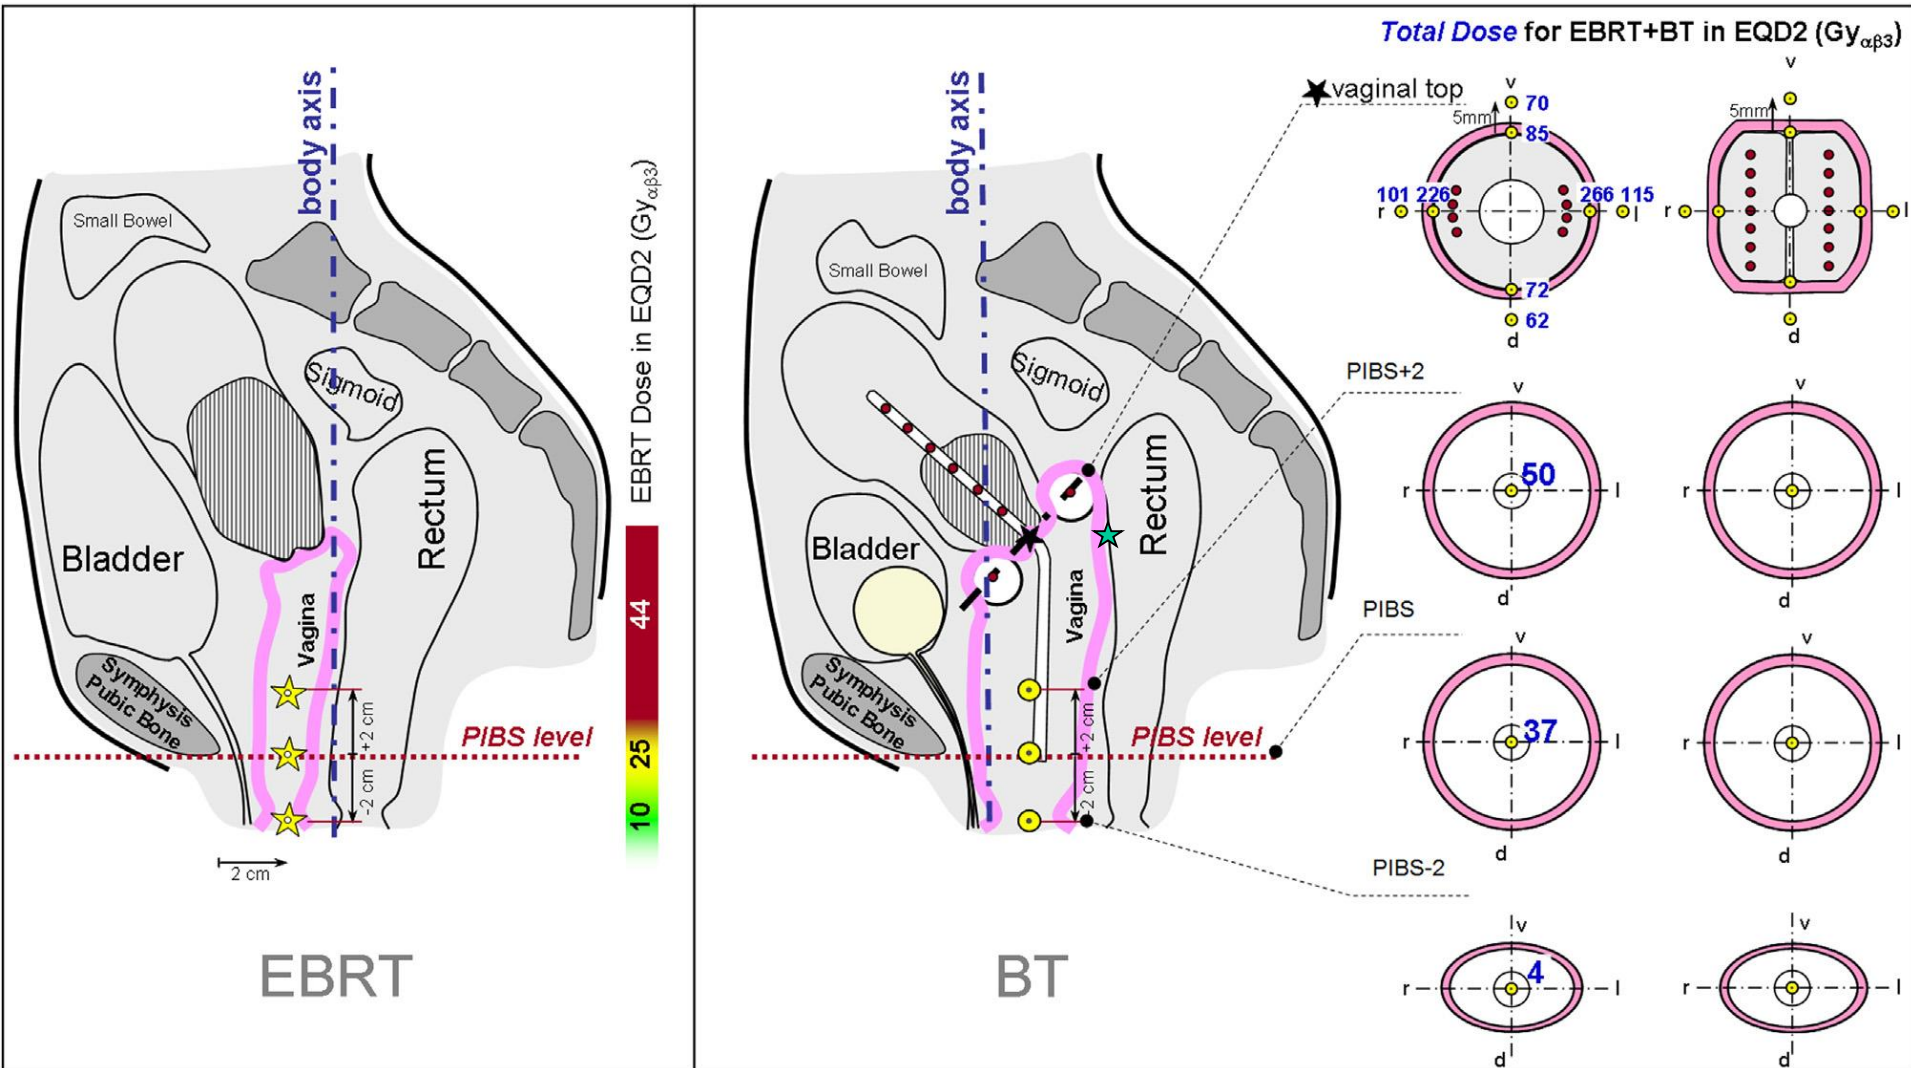 body axis
Small Bowel
Sigmoid
Bladder
Rectum
Vagina
Symphysis
Pubic Bone
+2 cm
-2 cm
PIBS level
2 cm
EBRT
EBRT Dose in EQD2 (Gyαβ3)
44
25
10
body axis
Small Bowel
Sigmoid
Bladder
Rectum
Vagina
Symphysis
Pubic Bone
+2 cm
-2 cm
PIBS level
BT
Total Dose for EBRT+BT in EQD2 (Gyαβ3)
vaginal top
v
5mm
70
85
101 226
266 115
r
l
72
62
d
v
5mm
r
l
d
PIBS+2
v
50
r
l
d
v
r
l
d
PIBS
v
37
r
l
d
v
r
l
d
PIBS-2
v
4
r
l
d
v
r
l
d